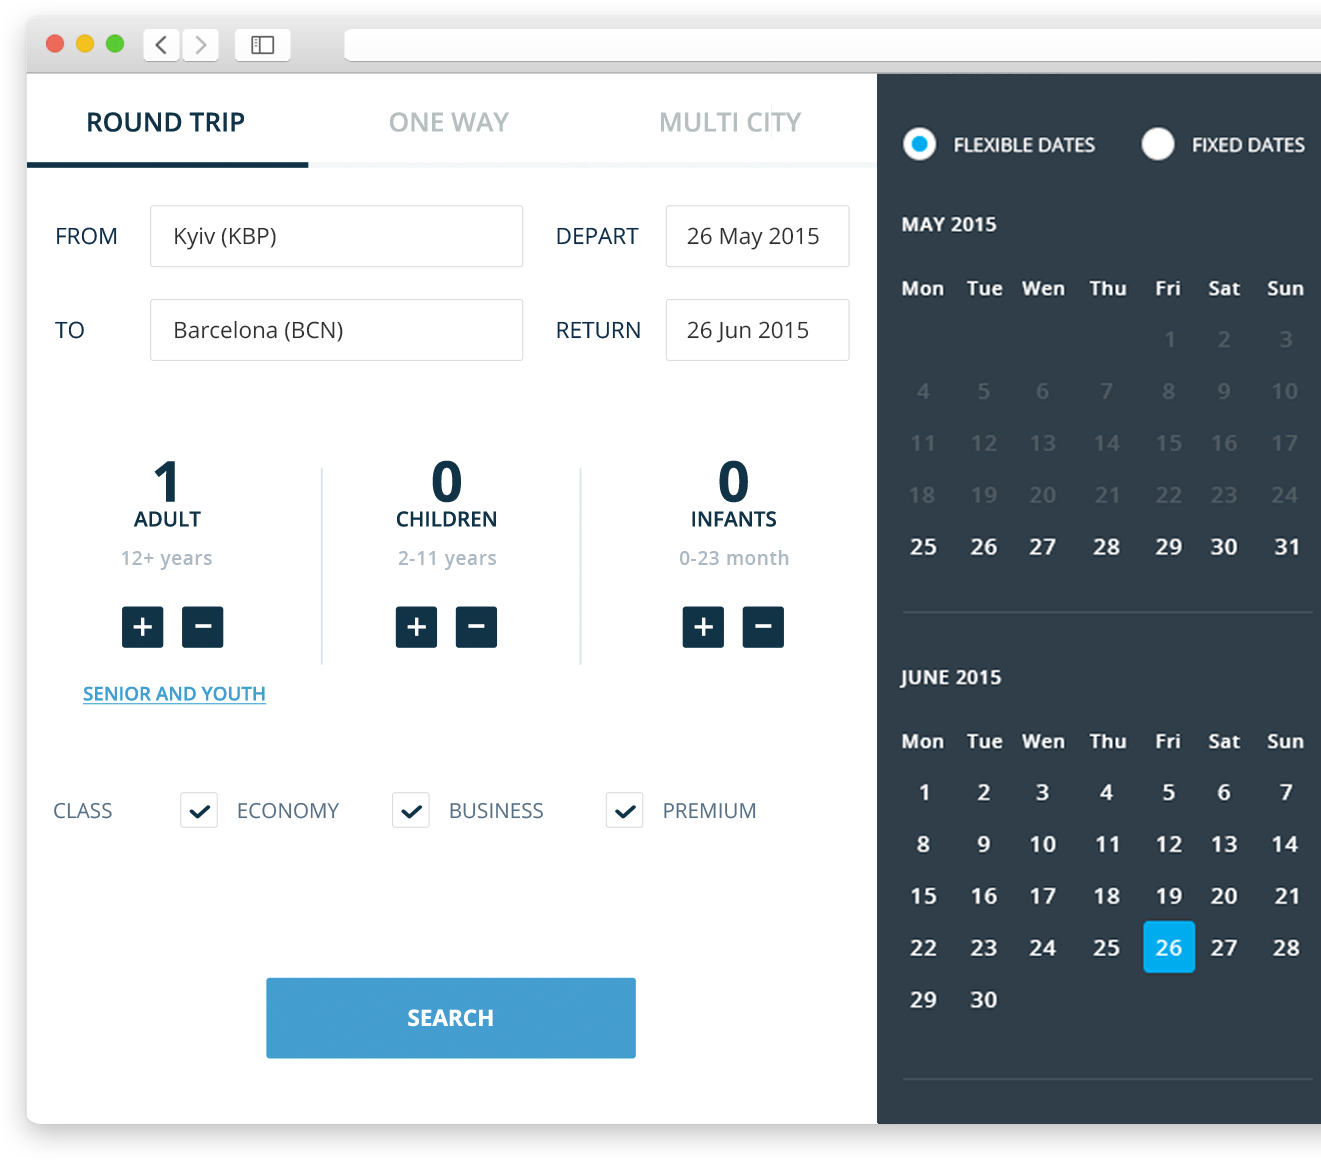 ROUND TRIP ONE WAY MULTI CITY
FROM Kyiv (KBP) DEPART 26 May 2015
TO Barcelona (BCN) RETURN 26 Jun 2015
1 0 0
ADULT CHILDREN INFANTS
12+ years 2-11 years 0-23 month
+ − + − + −
SENIOR AND YOUTH
CLASS ECONOMY BUSINESS PREMIUM
SEARCH
FLEXIBLE DATES FIXED DATES
MAY 2015
Mon Tue Wen Thu Fri Sat Sun
1 2 3
4 5 6 7 8 9 10
11 12 13 14 15 16 17
18 19 20 21 22 23 24
25 26 27 28 29 30 31
JUNE 2015
Mon Tue Wen Thu Fri Sat Sun
1 2 3 4 5 6 7
8 9 10 11 12 13 14
15 16 17 18 19 20 21
22 23 24 25 26 27 28
29 30